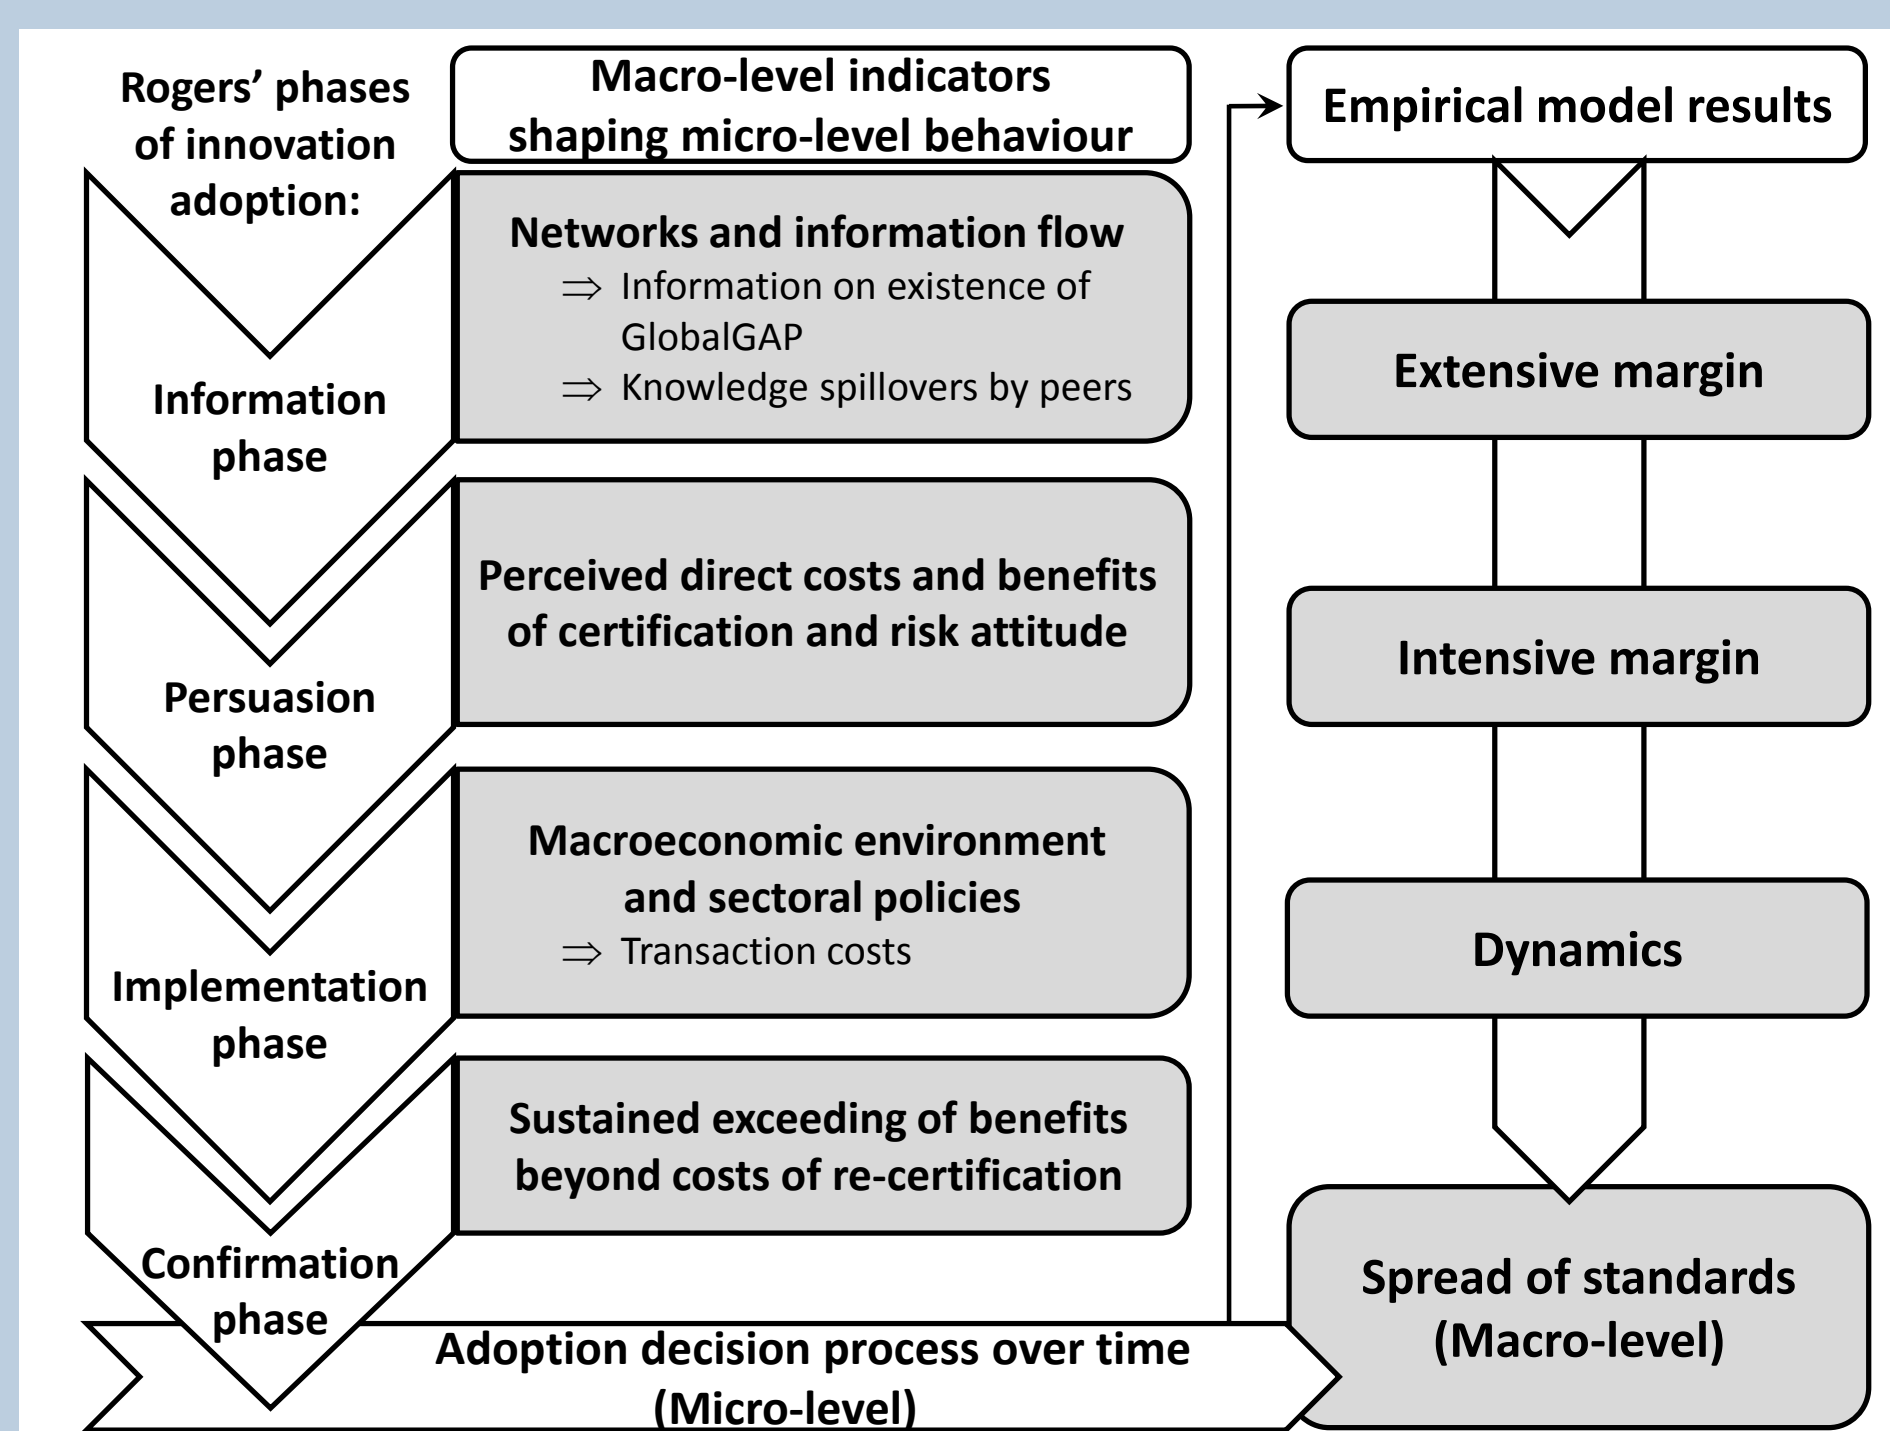 Rogers’ phases
of innovation
adoption:
Information
phase
Persuasion
phase
Implementation
phase
Confirmation
phase
Macro-level indicators
shaping micro-level behaviour
Networks and information flow
⇒ Information on existence of
GlobalGAP
⇒ Knowledge spillovers by peers
Perceived direct costs and benefits
of certification and risk attitude
Macroeconomic environment
and sectoral policies
⇒ Transaction costs
Sustained exceeding of benefits
beyond costs of re-certification
Adoption decision process over time
(Micro-level)
Empirical model results
Extensive margin
Intensive margin
Dynamics
Spread of standards
(Macro-level)